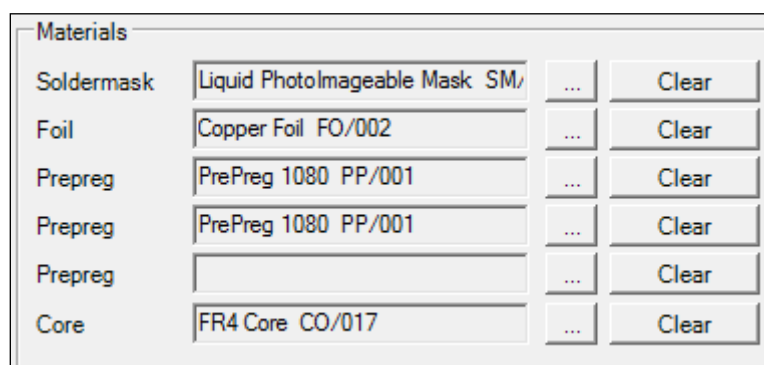 Materials
Soldermask Liquid PhotoImageable Mask SM/ ... Clear
Foil Copper Foil FO/002 ... Clear
Prepreg PrePreg 1080 PP/001 ... Clear
Prepreg PrePreg 1080 PP/001 ... Clear
Prepreg ... Clear
Core FR4 Core CO/017 ... Clear